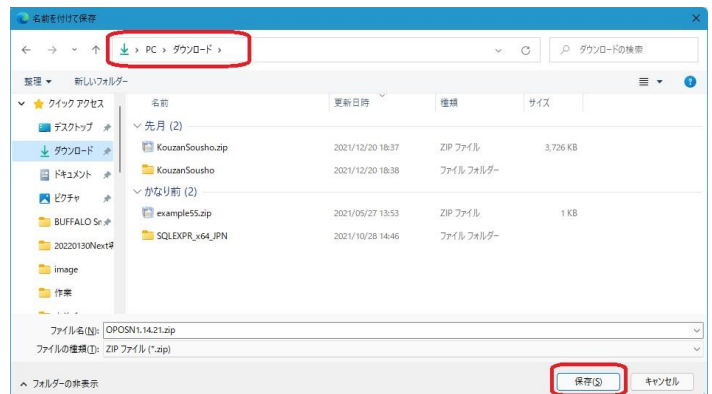 名前を付けて保存
PC › ダウンロード ›
ダウンロードの検索
整理 新しいフォルダー
名前 更新日時 種類 サイズ
クイック アクセス
デスクトップ
ダウンロード
ドキュメント
ピクチャ
BUFFALO
20220130Next
image
作業
先月 (2)
KouzanSousho.zip 2021/12/20 18:37 ZIP ファイル 3,726 KB
KouzanSousho 2021/12/20 18:38 ファイル フォルダー
かなり前 (2)
example55.zip 2021/05/27 13:53 ZIP ファイル 1 KB
SQLEXPR_x64_JPN 2021/10/28 14:46 ファイル フォルダー
ファイル名(N): OPOSN1.14.21.zip
ファイルの種類(T): ZIP ファイル (*.zip)
フォルダーの非表示
保存(S) キャンセル